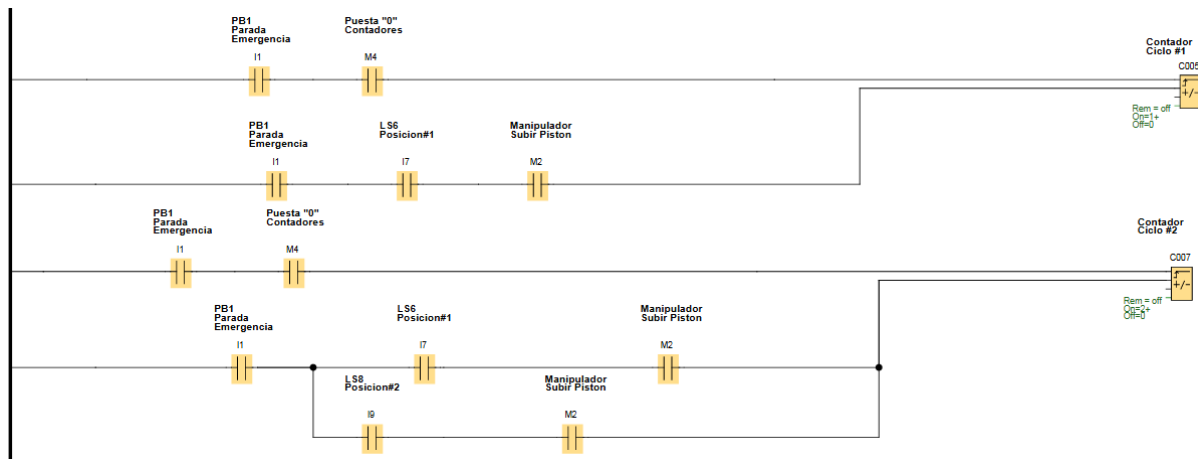 PB1
Parada
Emergencia
Puesta "0"
Contadores
I1
M4
Contador
Ciclo #1
C005
+/-
Rem = off
On=1+
Off=0
PB1
Parada
Emergencia
LS6
Posicion#1
Manipulador
Subir Piston
I1
I7
M2
PB1
Parada
Emergencia
Puesta "0"
Contadores
I1
M4
Contador
Ciclo #2
C007
+/-
Rem = off
On=2+
Off=0
PB1
Parada
Emergencia
LS6
Posicion#1
Manipulador
Subir Piston
I1
I7
M2
LS8
Posicion#2
Manipulador
Subir Piston
I9
M2